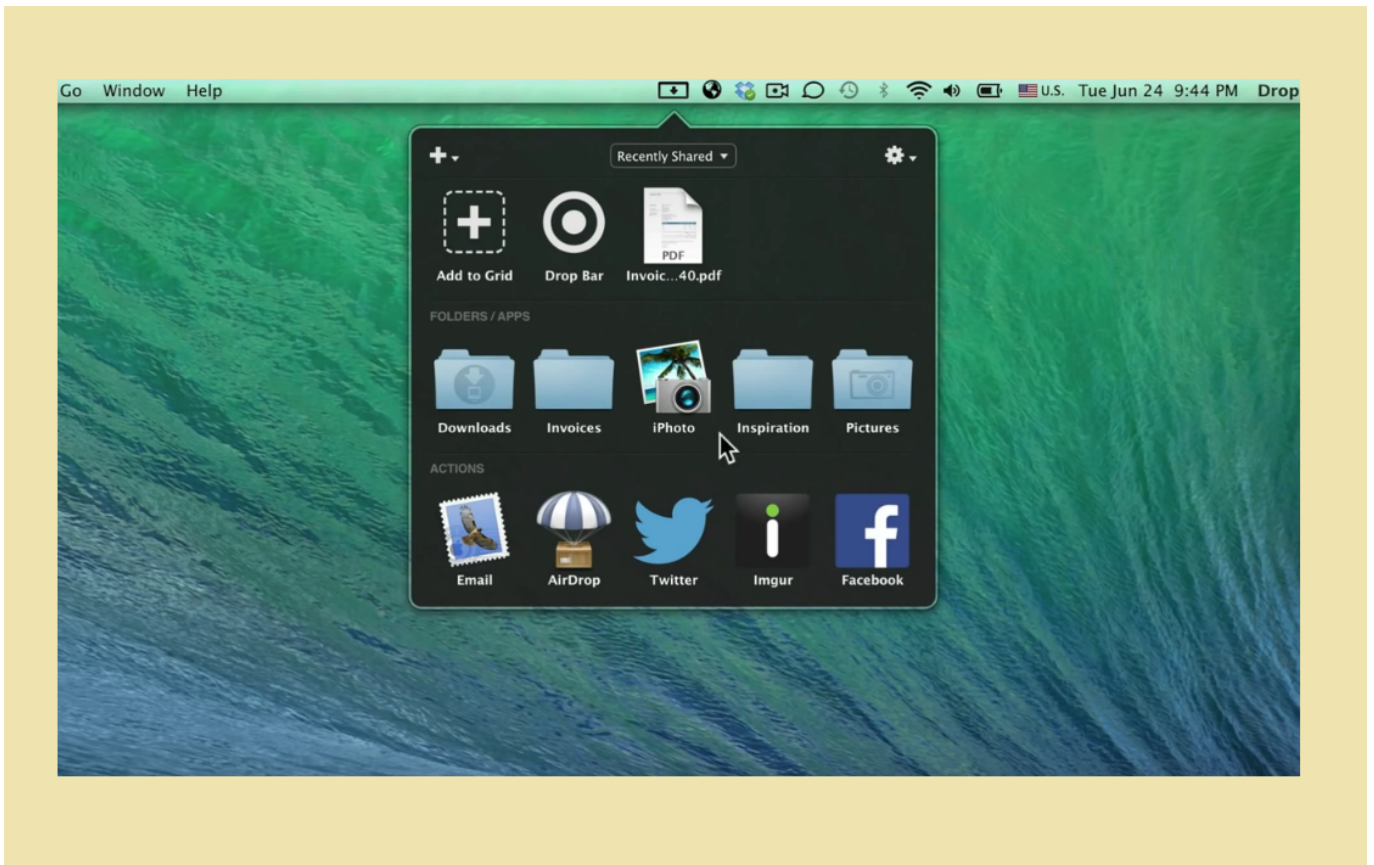 Go Window Help U.S. Tue Jun 24 9:44 PM Drop
Recently Shared
PDF
Add to Grid Drop Bar Invoic...40.pdf
FOLDERS / APPS
Downloads Invoices iPhoto Inspiration Pictures
ACTIONS
Email AirDrop Twitter Imgur Facebook